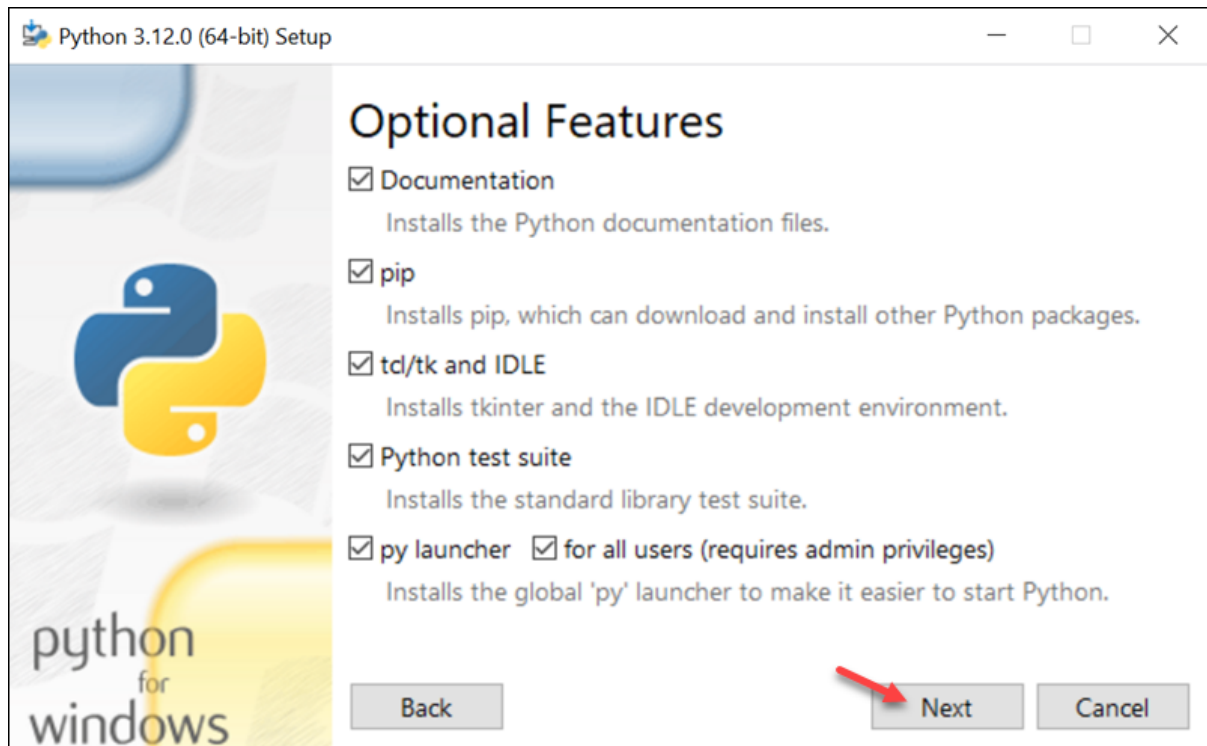 Python 3.12.0 (64-bit) Setup
Optional Features
Documentation
Installs the Python documentation files.
pip
Installs pip, which can download and install other Python packages.
tcl/tk and IDLE
Installs tkinter and the IDLE development environment.
Python test suite
Installs the standard library test suite.
py launcher for all users (requires admin privileges)
Installs the global 'py' launcher to make it easier to start Python.
python
for
windows
Back Next Cancel